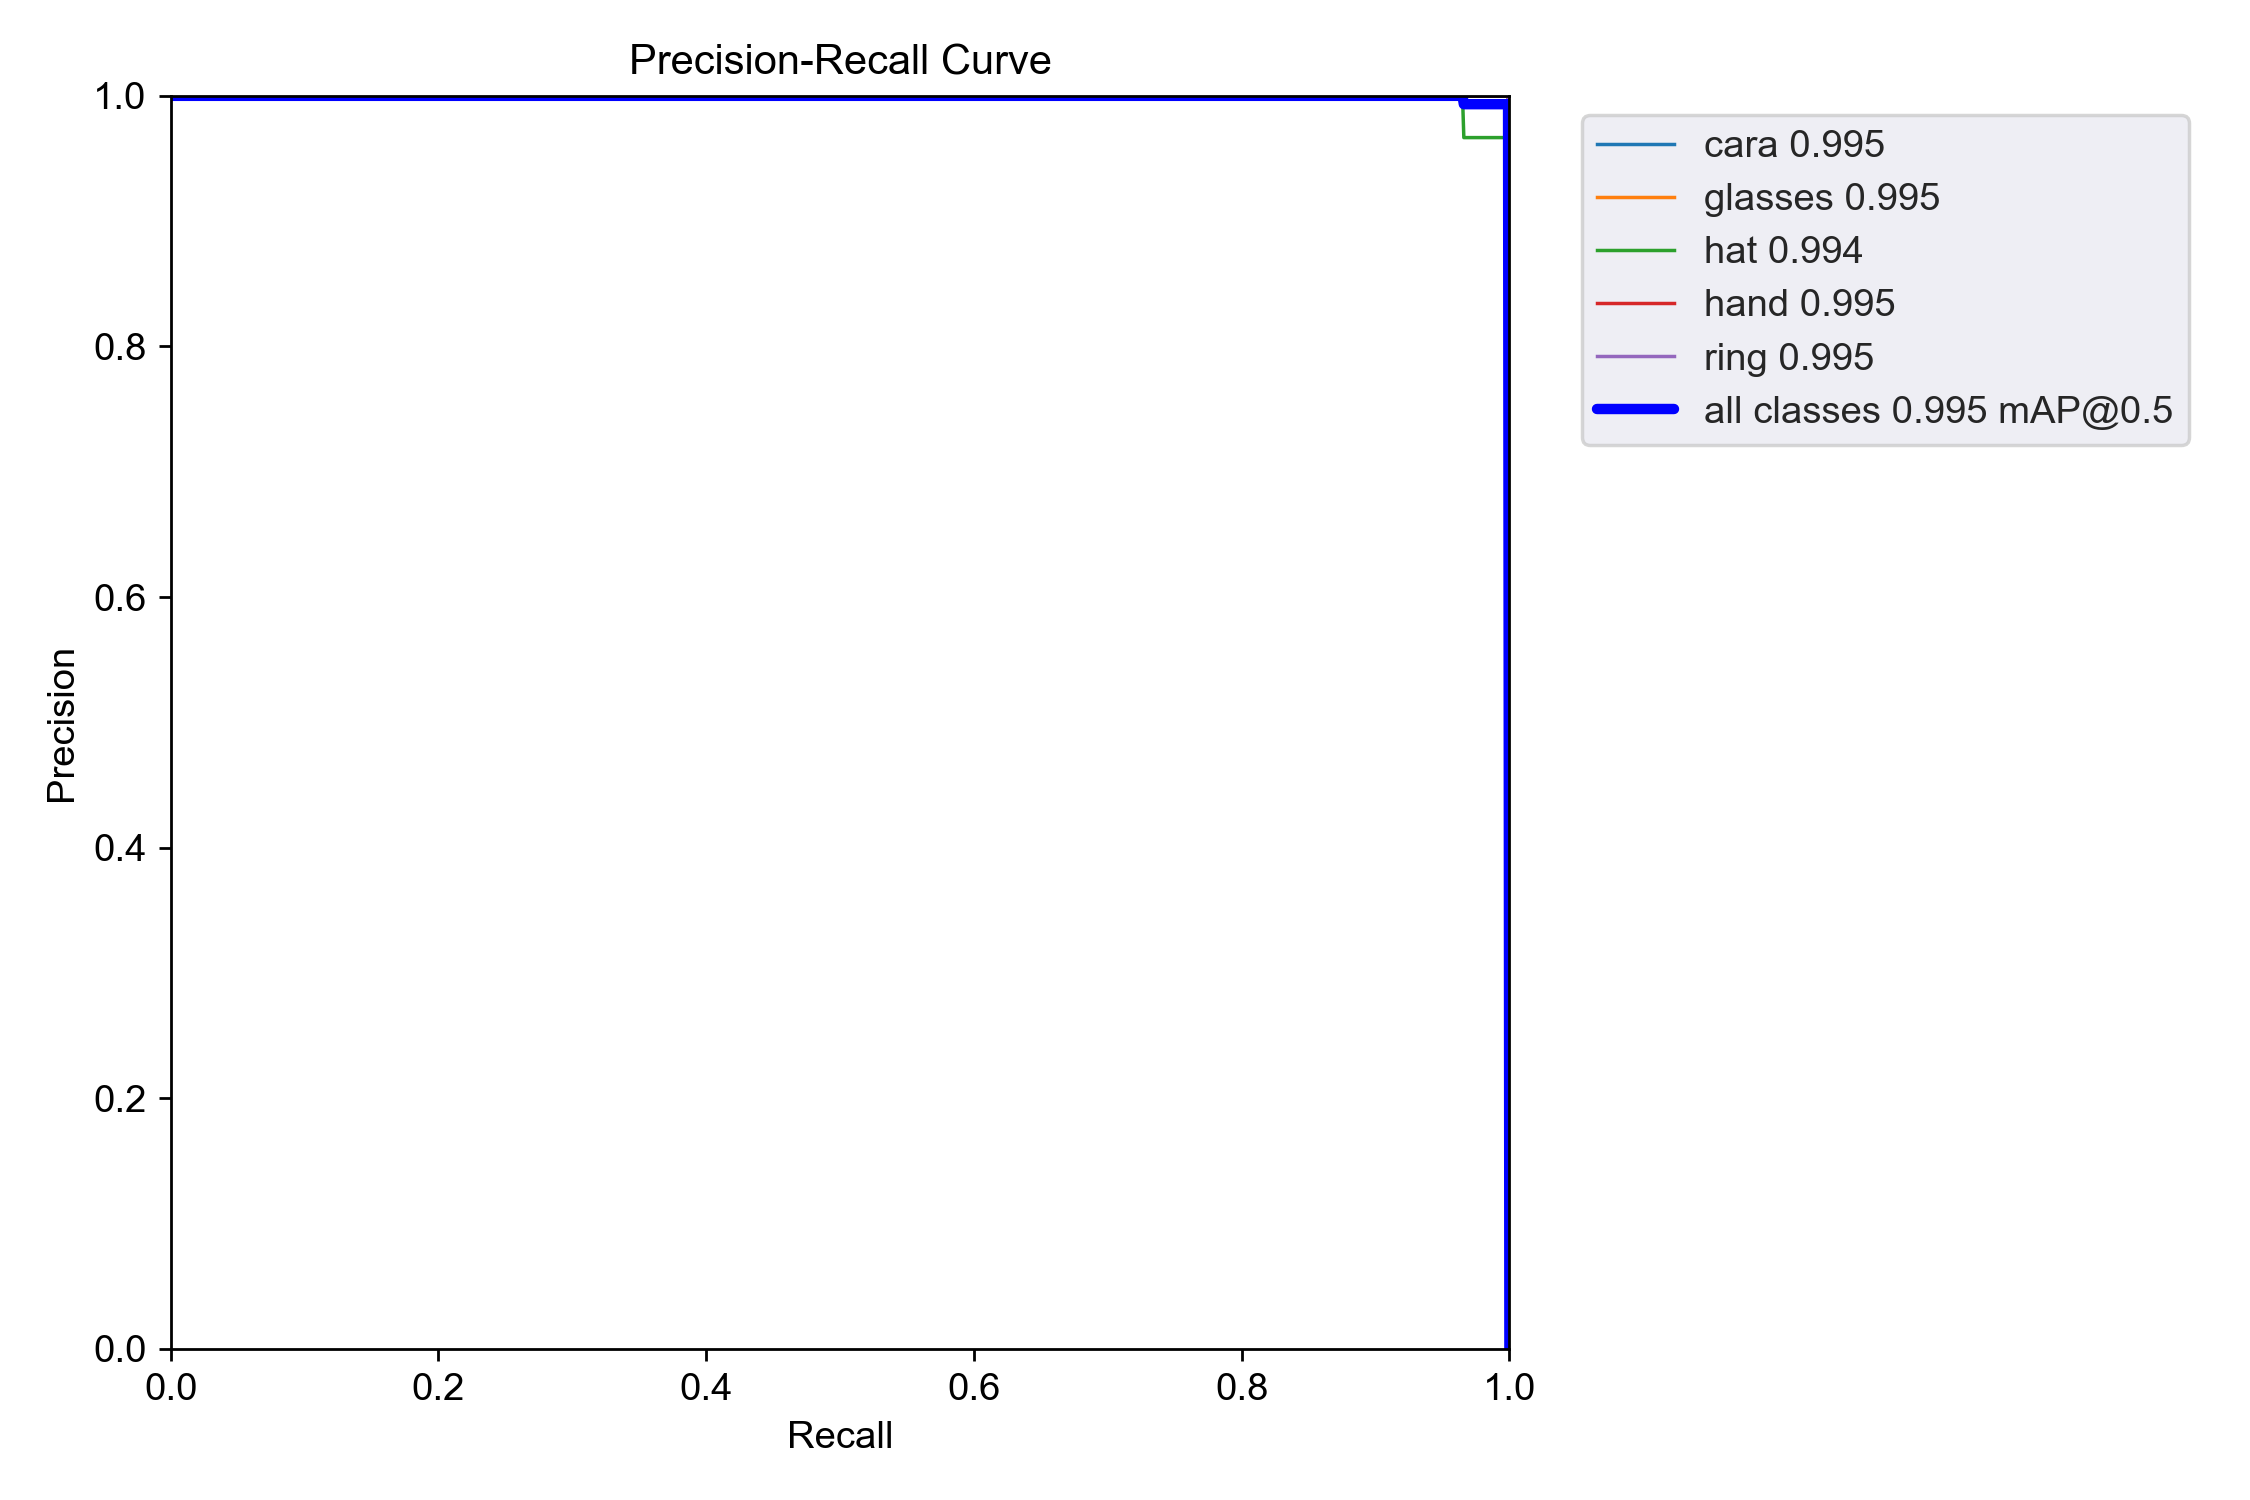 Precision-Recall Curve
1.0
0.8
0.6
0.4
0.2
0.0
Precision
0.0 0.2 0.4 0.6 0.8 1.0
Recall
cara 0.995
glasses 0.995
hat 0.994
hand 0.995
ring 0.995
all classes 0.995 mAP@0.5